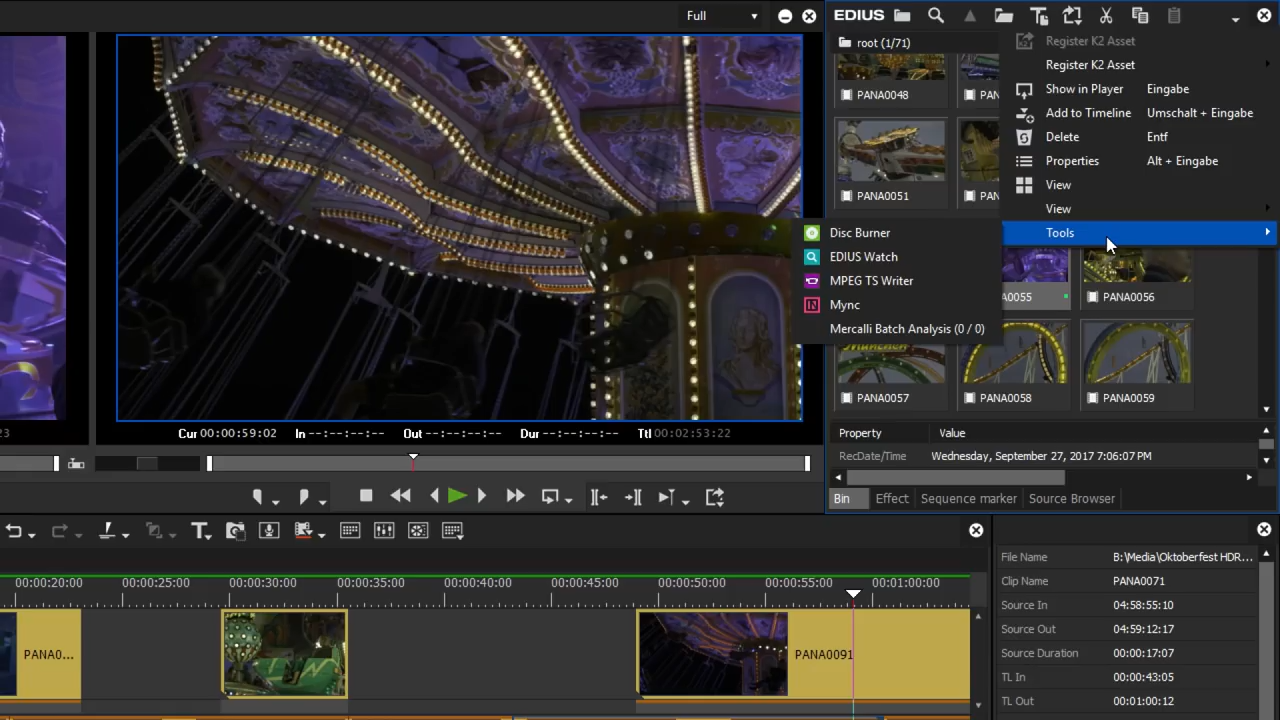 Full
EDIUS
root (1/71)
PANA0048
PAN
PANA0051
A0055
PANA0056
PANA0057
PANA0058
PANA0059
Register K2 Asset
Register K2 Asset
Show in Player Eingabe
Add to Timeline Umschalt + Eingabe
Delete Entf
Properties Alt + Eingabe
View
View
Tools
Disc Burner
EDIUS Watch
MPEG TS Writer
Mync
Mercalli Batch Analysis (0 / 0)
23
Cur 00:00:59:02 In --:--:--:-- Out --:--:--:-- Dur --:--:--:-- Ttl 00:02:53:22
Property Value
RecDate/Time Wednesday, September 27, 2017 7:06:07 PM
Bin Effect Sequence marker Source Browser
00:00:20:00 00:00:25:00 00:00:30:00 00:00:35:00 00:00:40:00 00:00:45:00 00:00:50:00 00:00:55:00 00:01:00:00
PANA0...
PANA0091
File Name B:\Media\Oktoberfest HDR...
Clip Name PANA0071
Source In 04:58:55:10
Source Out 04:59:12:17
Source Duration 00:00:17:07
TL In 00:00:43:05
TL Out 00:01:00:12